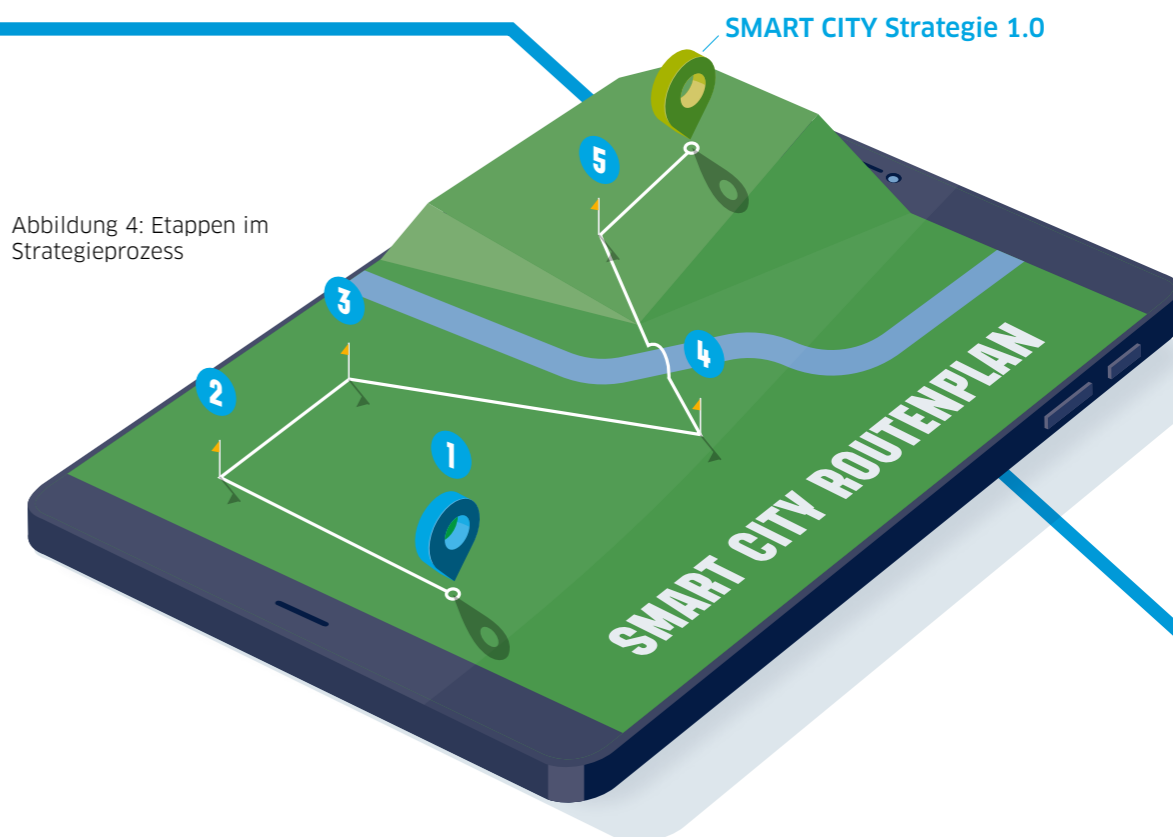 SMART CITY Strategie 1.0
5
Abbildung 4: Etappen im
Strategieprozess
3
4
2
1
SMART CITY ROUTENPLAN